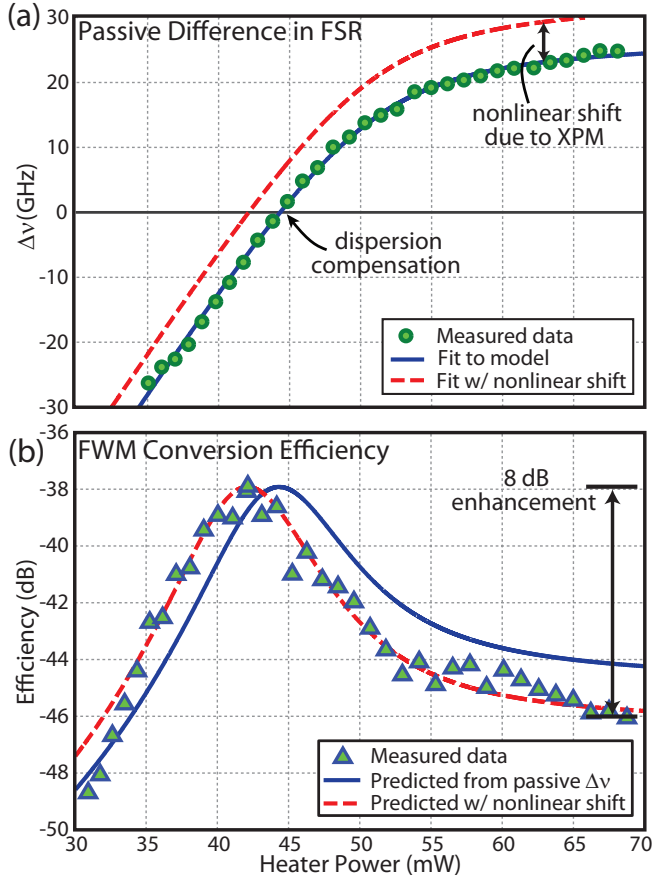 (a)
Passive Difference in FSR
30
20
10
0
-10
-20
-30
Δν(GHz)
nonlinear shift
due to XPM
dispersion
compensation
Measured data
Fit to model
Fit w/ nonlinear shift
(b)
FWM Conversion Efficiency
-36
-38
-40
-42
-44
-46
-48
-50
Efficiency (dB)
8 dB
enhancement
Measured data
Predicted from passive Δν
Predicted w/ nonlinear shift
30 35 40 45 50 55 60 65 70
Heater Power (mW)